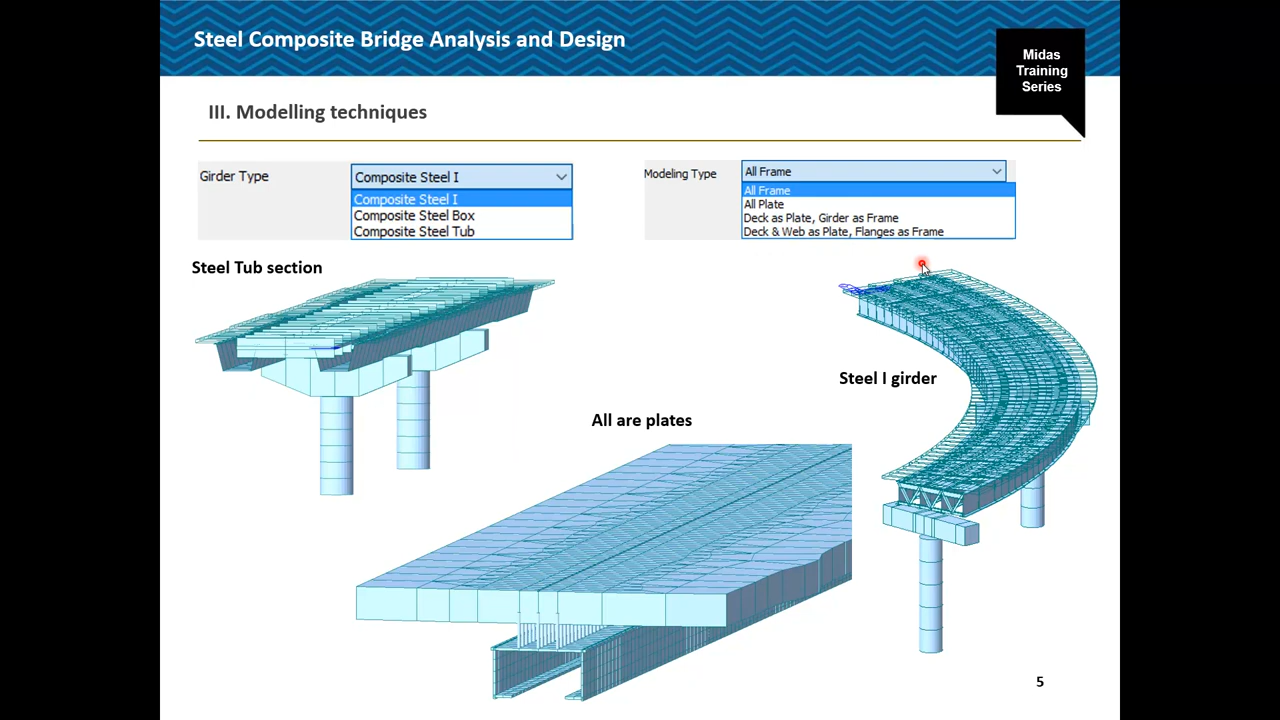 Steel Composite Bridge Analysis and Design
Midas
Training
Series
III. Modelling techniques
Girder Type
Composite Steel I
Composite Steel I
Composite Steel Box
Composite Steel Tub
Modeling Type
All Frame
All Frame
All Plate
Deck as Plate, Girder as Frame
Deck & Web as Plate, Flanges as Frame
Steel Tub section
Steel I girder
All are plates
5